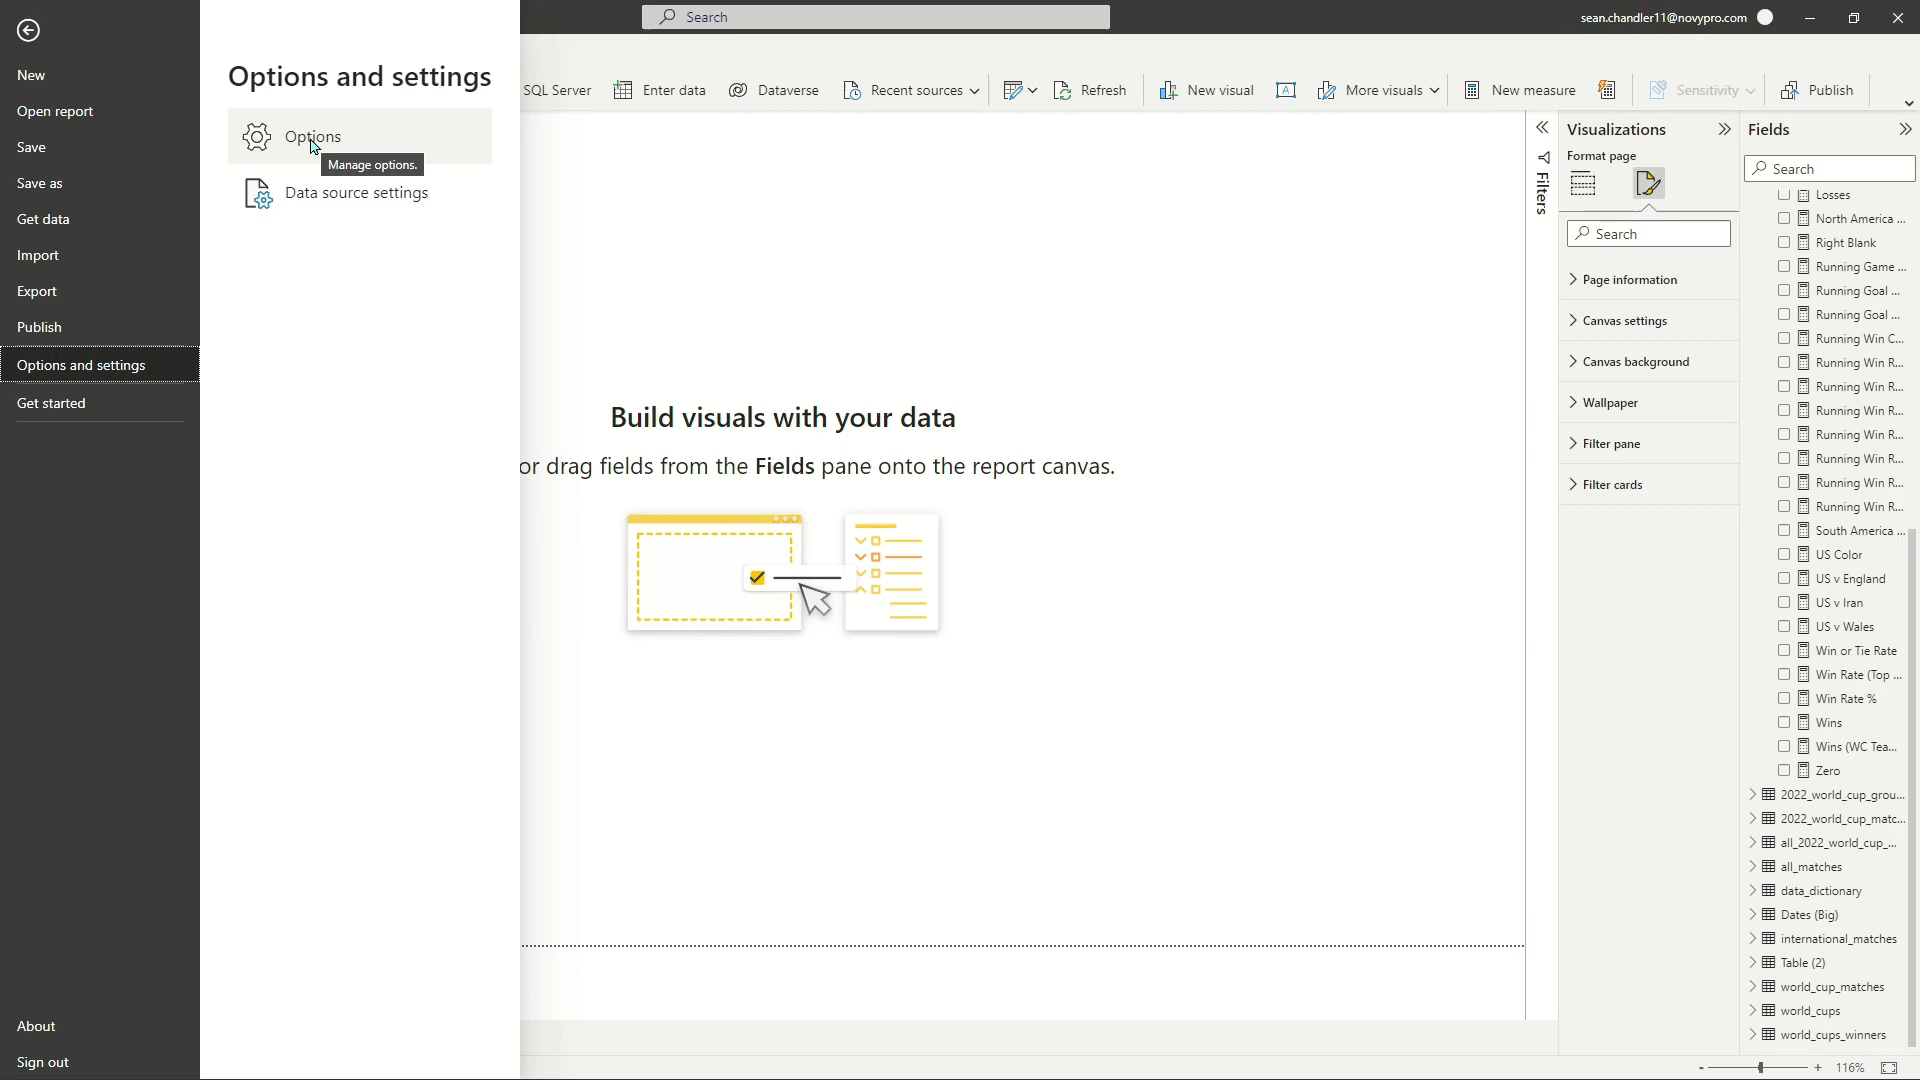 Search
sean.chandler11@novypro.com
New
Open report
Save
Save as
Get data
Import
Export
Publish
Options and settings
Get started
About
Sign out
Options and settings
Options
Manage options.
Data source settings
SQL Server
Enter data
Dataverse
Recent sources
Refresh
New visual
More visuals
New measure
Sensitivity
Publish
Build visuals with your data
or drag fields from the Fields pane onto the report canvas.
Filters
Visualizations
Format page
Search
Page information
Canvas settings
Canvas background
Wallpaper
Filter pane
Filter cards
Fields
Search
Losses
North America ...
Right Blank
Running Game ...
Running Goal ...
Running Goal ...
Running Win C...
Running Win R...
Running Win R...
Running Win R...
Running Win R...
Running Win R...
Running Win R...
Running Win R...
South America ...
US Color
US v England
US v Iran
US v Wales
Win or Tie Rate
Win Rate (Top ...
Win Rate %
Wins
Wins (WC Tea...
Zero
2022_world_cup_grou...
2022_world_cup_matc...
all_2022_world_cup_...
all_matches
data_dictionary
Dates (Big)
international_matches
Table (2)
world_cup_matches
world_cups
world_cups_winners
- + 116%